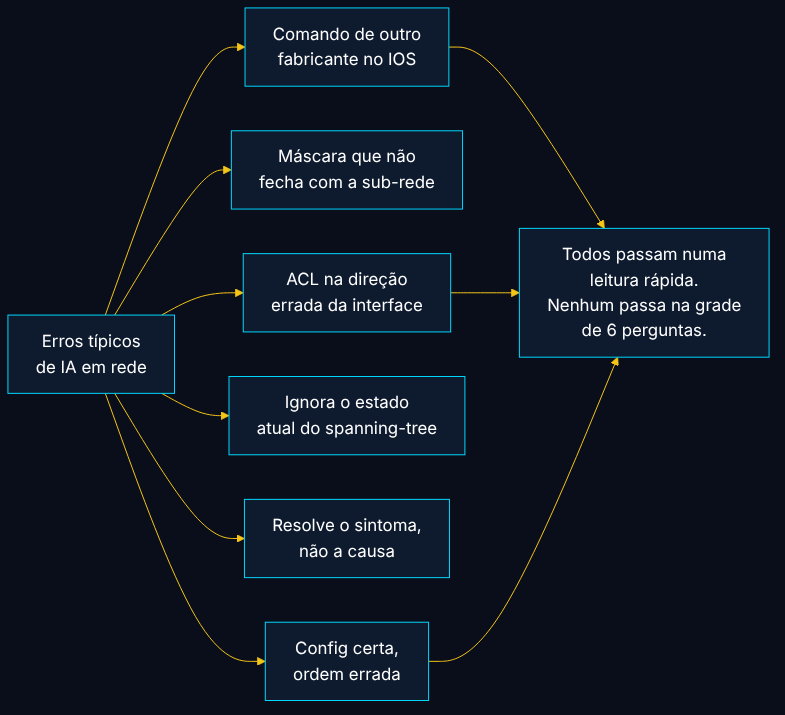 Comando de outro
fabricante no IOS
Máscara que não
fecha com a sub-rede
Todos passam numa
leitura rápida.
Nenhum passa na grade
de 6 perguntas.
ACL na direção
errada da interface
Erros típicos
de IA em rede
Ignora o estado
atual do spanning-tree
Resolve o sintoma,
não a causa
Config certa,
ordem errada